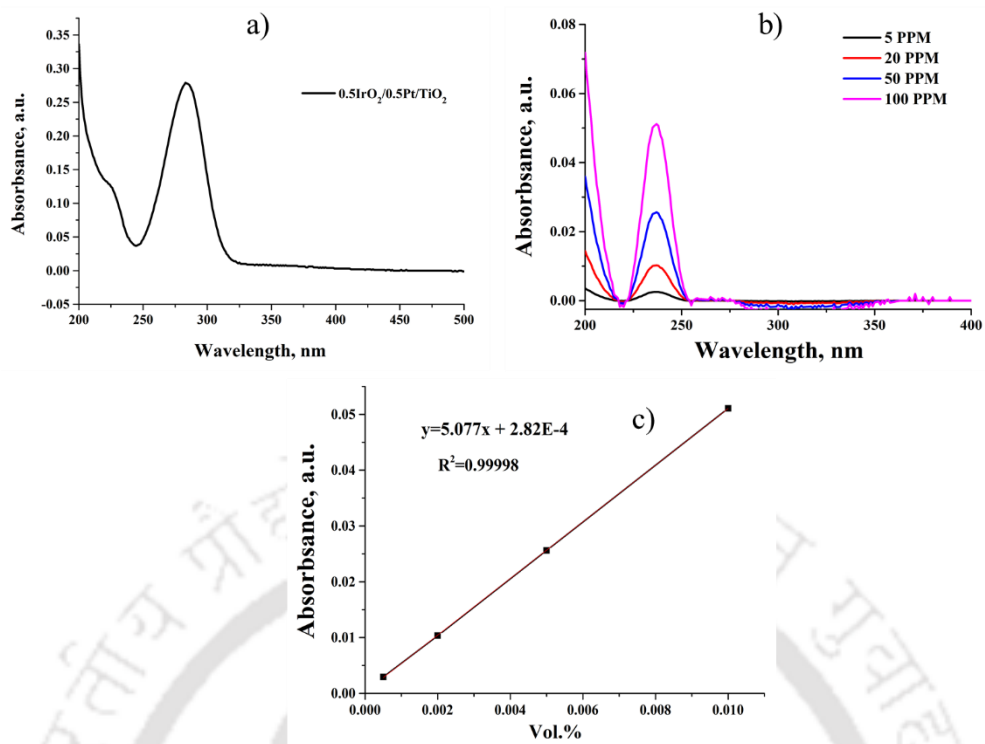 a)
0.35
0.30
0.25
0.20
0.15
0.10
0.05
0.00
-0.05
Absorbsance, a.u.
0.5IrO₂/0.5Pt/TiO₂
200 250 300 350 400 450 500
Wavelength, nm
b)
0.08
0.06
0.04
0.02
0.00
Absorbsance, a.u.
5 PPM
20 PPM
50 PPM
100 PPM
200 250 300 350 400
Wavelength, nm
c)
0.05
0.04
0.03
0.02
0.01
0.00
Absorbsance, a.u.
y=5.077x + 2.82E-4
R²=0.99998
0.000 0.002 0.004 0.006 0.008 0.010
Vol.%